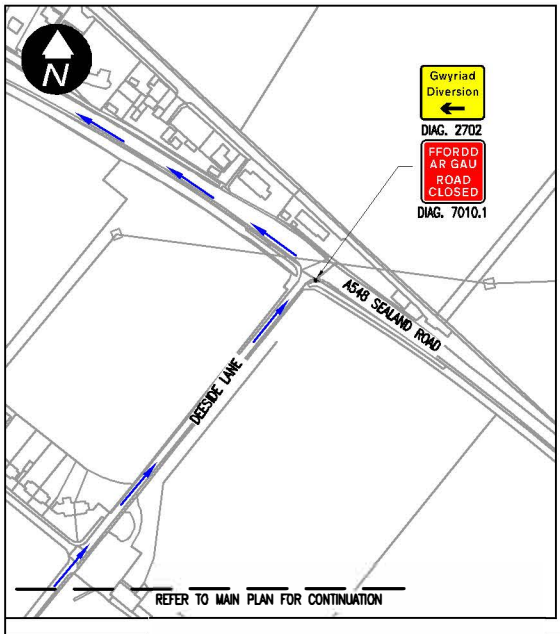 N
Gwyriad
Diversion
DIAG. 2702
FFORDD
AR GAU
ROAD
CLOSED
DIAG. 7010.1
A548 SEALAND ROAD
DEESIDE LANE
REFER TO MAIN PLAN FOR CONTINUATION